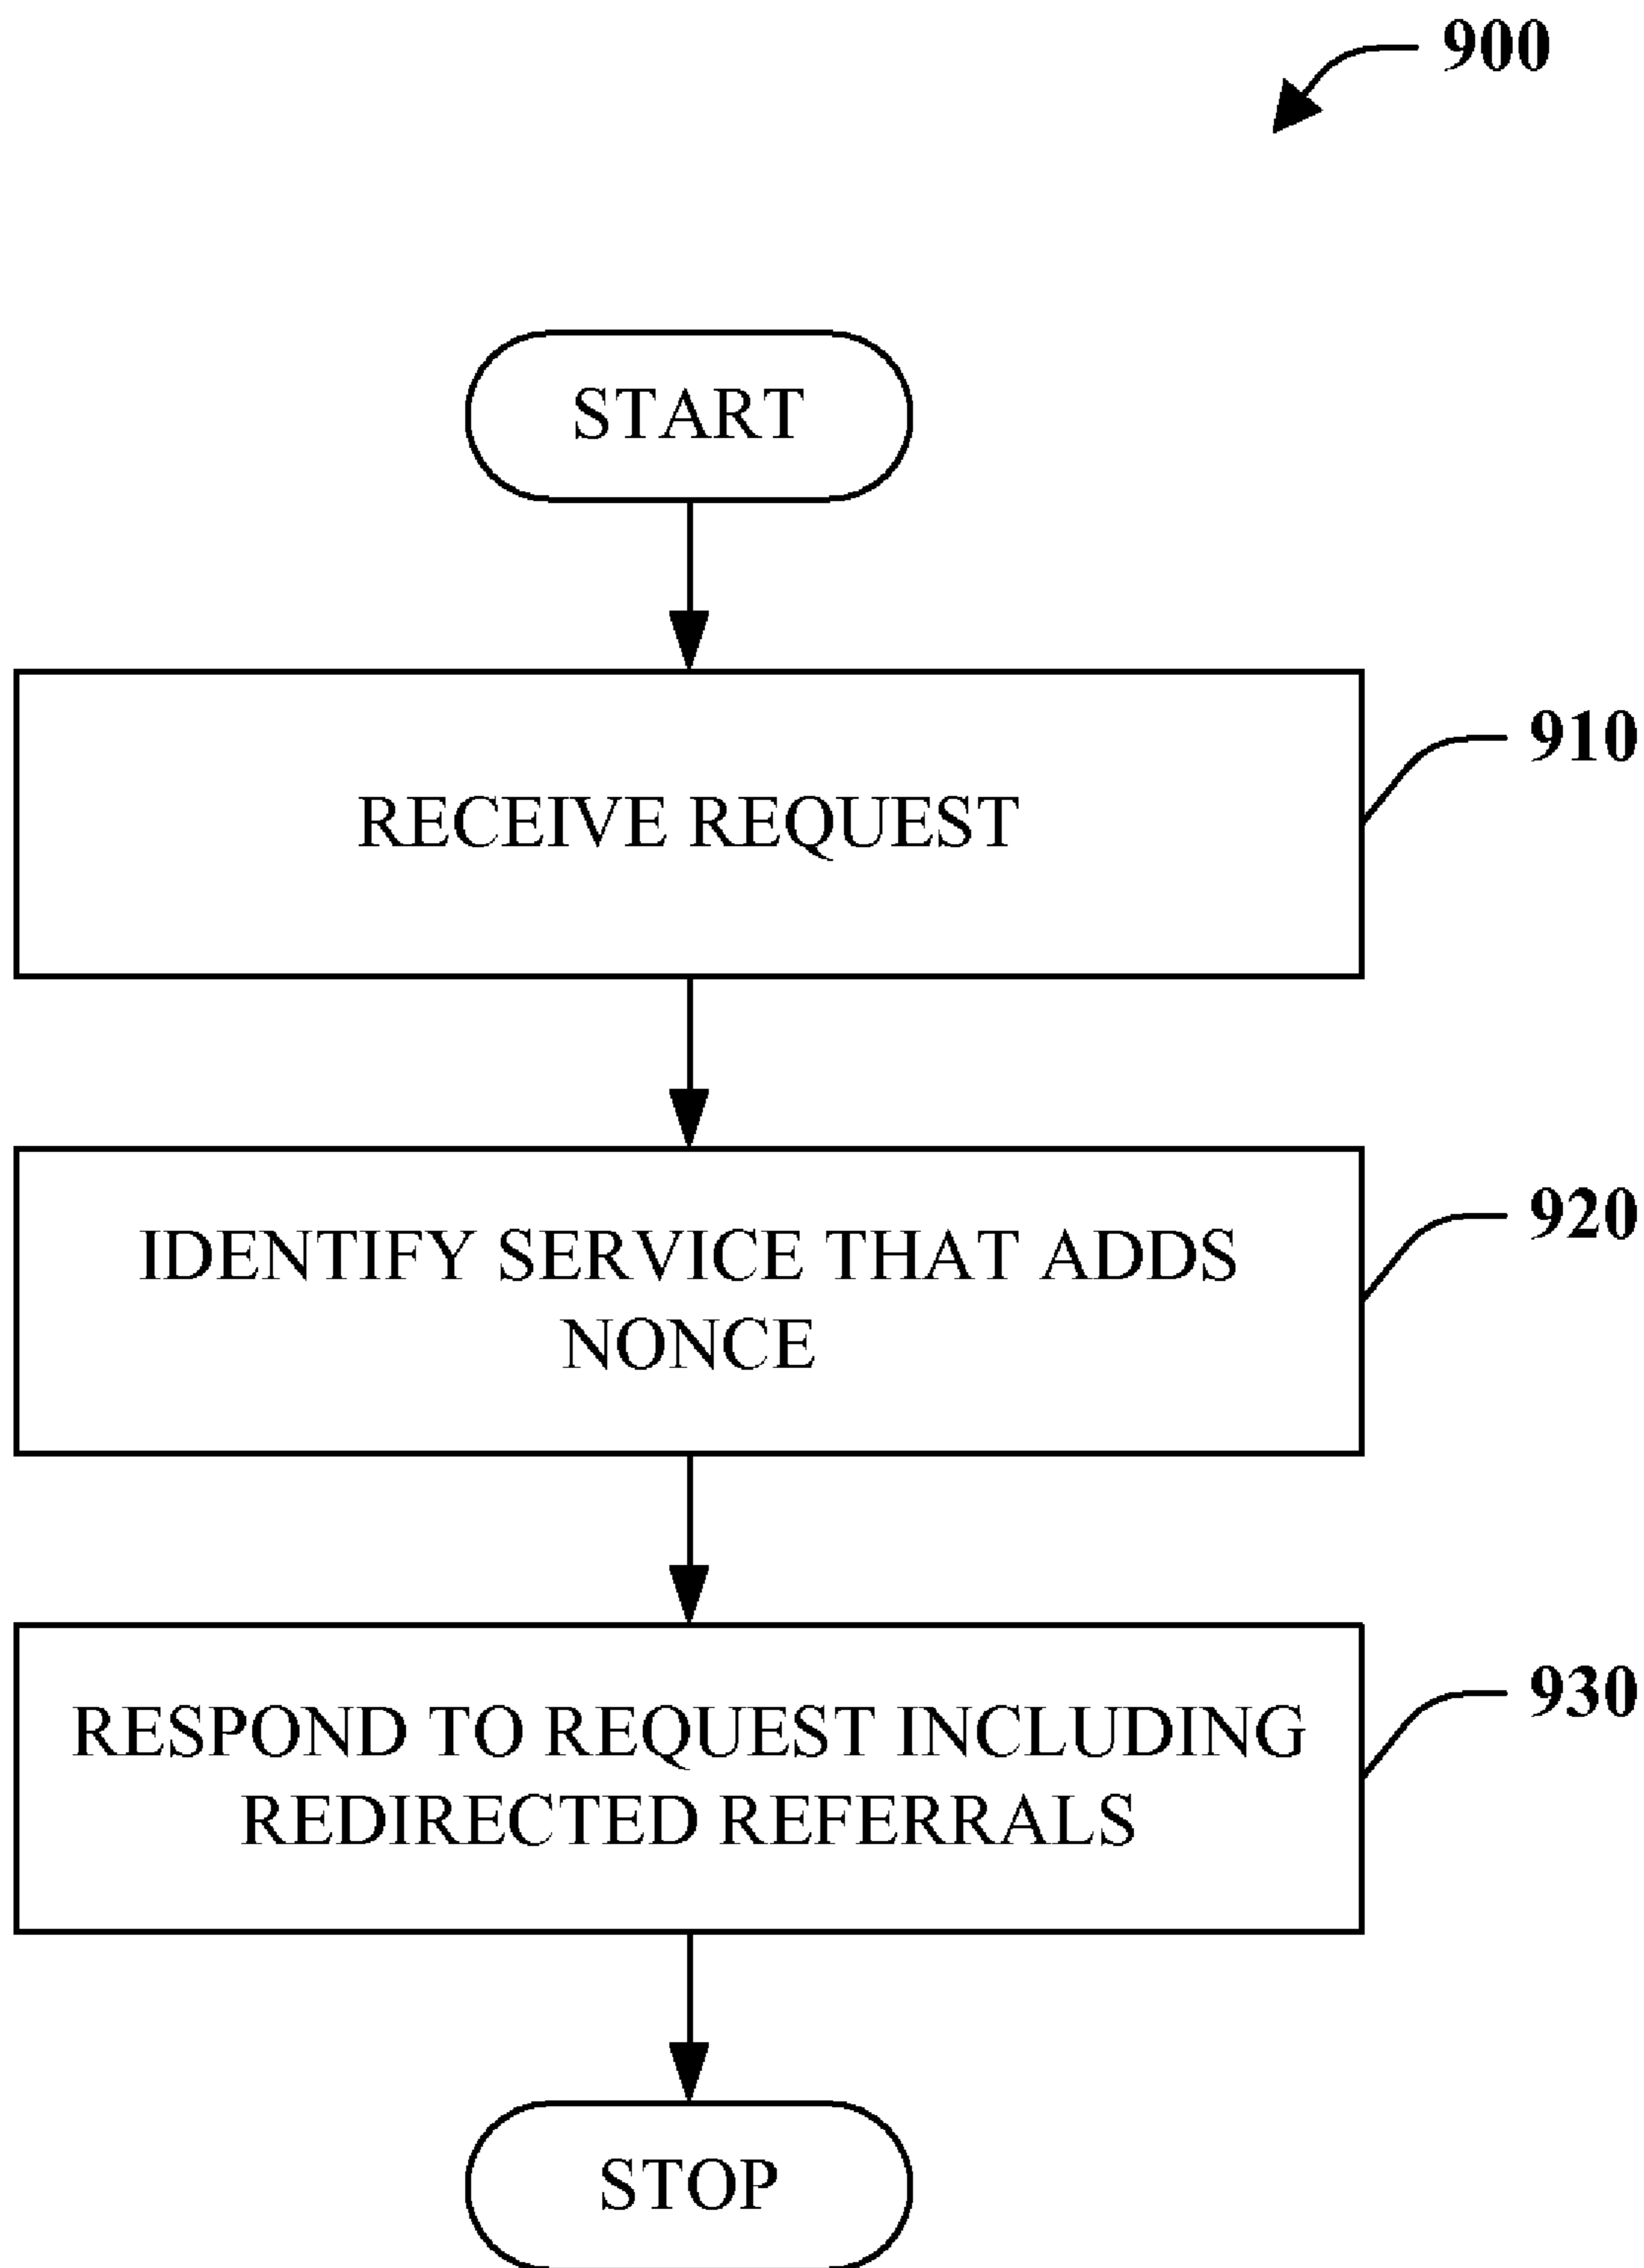 900
START
RECEIVE REQUEST
910
IDENTIFY SERVICE THAT ADDS
NONCE
920
RESPOND TO REQUEST INCLUDING
REDIRECTED REFERRALS
930
STOP